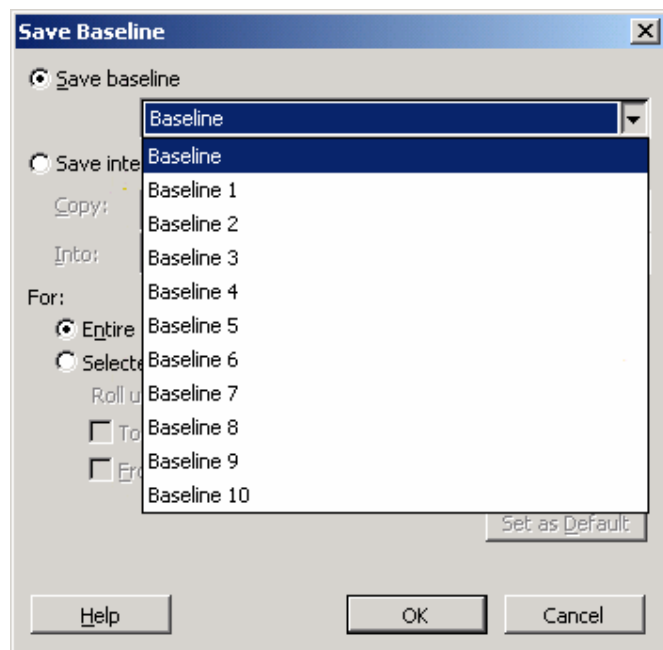 Save Baseline
Save baseline
Baseline
Baseline
Save inte
Baseline 1
Copy:
Baseline 2
Into:
Baseline 3
For:
Baseline 4
Entire
Baseline 5
Selecte
Baseline 6
Roll u
Baseline 7
To
Baseline 8
Fro
Baseline 9
Baseline 10
Set as Default
Help
OK
Cancel